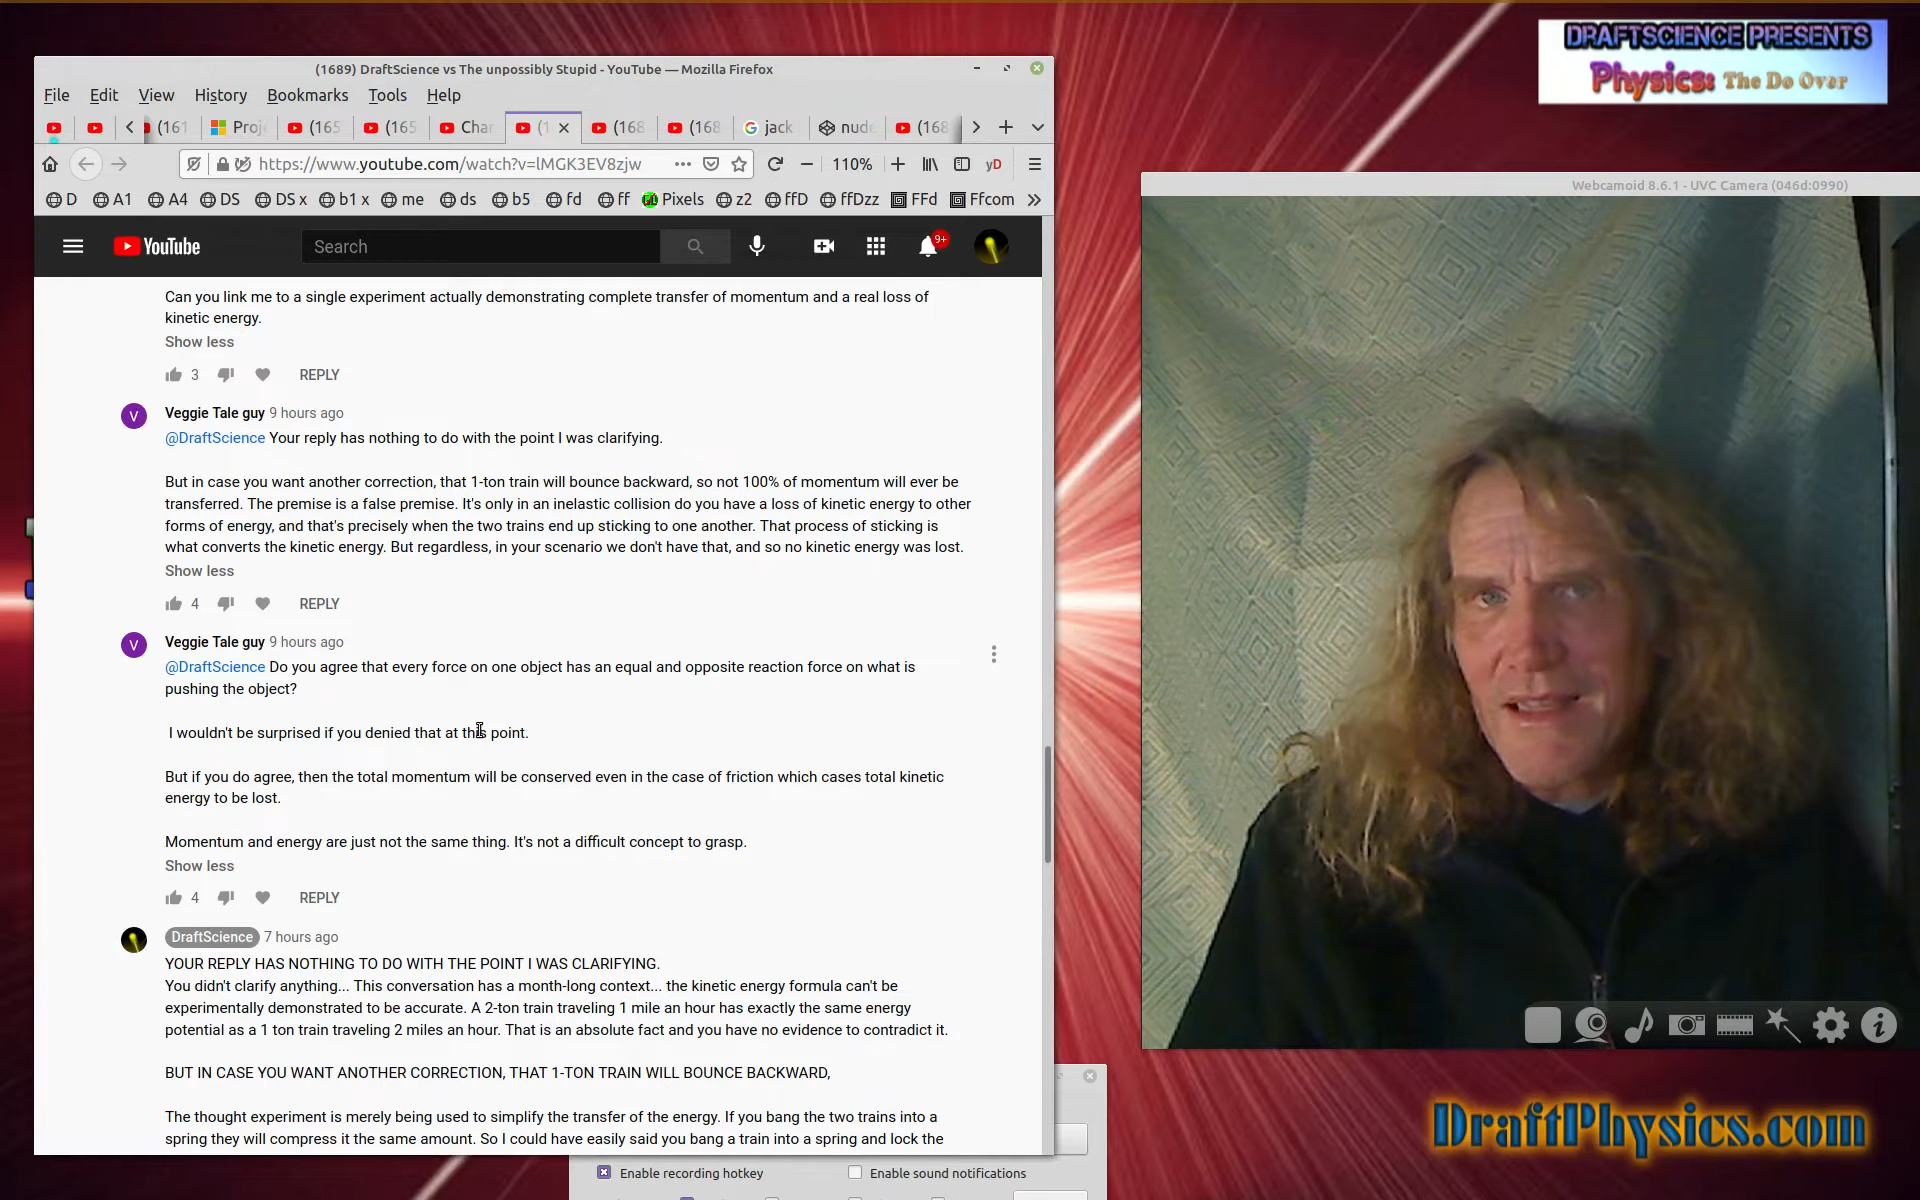 DRAFTSCIENCE PRESENTS
Physics: The Do Over
(1689) DraftScience vs The unpossibly Stupid - YouTube — Mozilla Firefox
File Edit View History Bookmarks Tools Help
(161 Proj (165 (165 Char (1 (168 (168 jack nude (168
https://www.youtube.com/watch?v=lMGK3EV8zjw 110% yD
D A1 A4 DS DS x b1 x me ds b5 fd ff Pixels z2 ffD ffDzz FFd Ffcom
Webcamoid 8.6.1 - UVC Camera (046d:0990)
YouTube Search 9+
Can you link me to a single experiment actually demonstrating complete transfer of momentum and a real loss of
kinetic energy.
Show less
3 REPLY
V Veggie Tale guy 9 hours ago
@DraftScience Your reply has nothing to do with the point I was clarifying.
But in case you want another correction, that 1-ton train will bounce backward, so not 100% of momentum will ever be
transferred. The premise is a false premise. It's only in an inelastic collision do you have a loss of kinetic energy to other
forms of energy, and that's precisely when the two trains end up sticking to one another. That process of sticking is
what converts the kinetic energy. But regardless, in your scenario we don't have that, and so no kinetic energy was lost.
Show less
4 REPLY
V Veggie Tale guy 9 hours ago
@DraftScience Do you agree that every force on one object has an equal and opposite reaction force on what is
pushing the object?
I wouldn't be surprised if you denied that at this point.
But if you do agree, then the total momentum will be conserved even in the case of friction which cases total kinetic
energy to be lost.
Momentum and energy are just not the same thing. It's not a difficult concept to grasp.
Show less
4 REPLY
DraftScience 7 hours ago
YOUR REPLY HAS NOTHING TO DO WITH THE POINT I WAS CLARIFYING.
You didn't clarify anything... This conversation has a month-long context... the kinetic energy formula can't be
experimentally demonstrated to be accurate. A 2-ton train traveling 1 mile an hour has exactly the same energy
potential as a 1 ton train traveling 2 miles an hour. That is an absolute fact and you have no evidence to contradict it.
BUT IN CASE YOU WANT ANOTHER CORRECTION, THAT 1-TON TRAIN WILL BOUNCE BACKWARD,
The thought experiment is merely being used to simplify the transfer of the energy. If you bang the two trains into a
spring they will compress it the same amount. So I could have easily said you bang a train into a spring and lock the
DraftPhysics.com
Enable recording hotkey Enable sound notifications